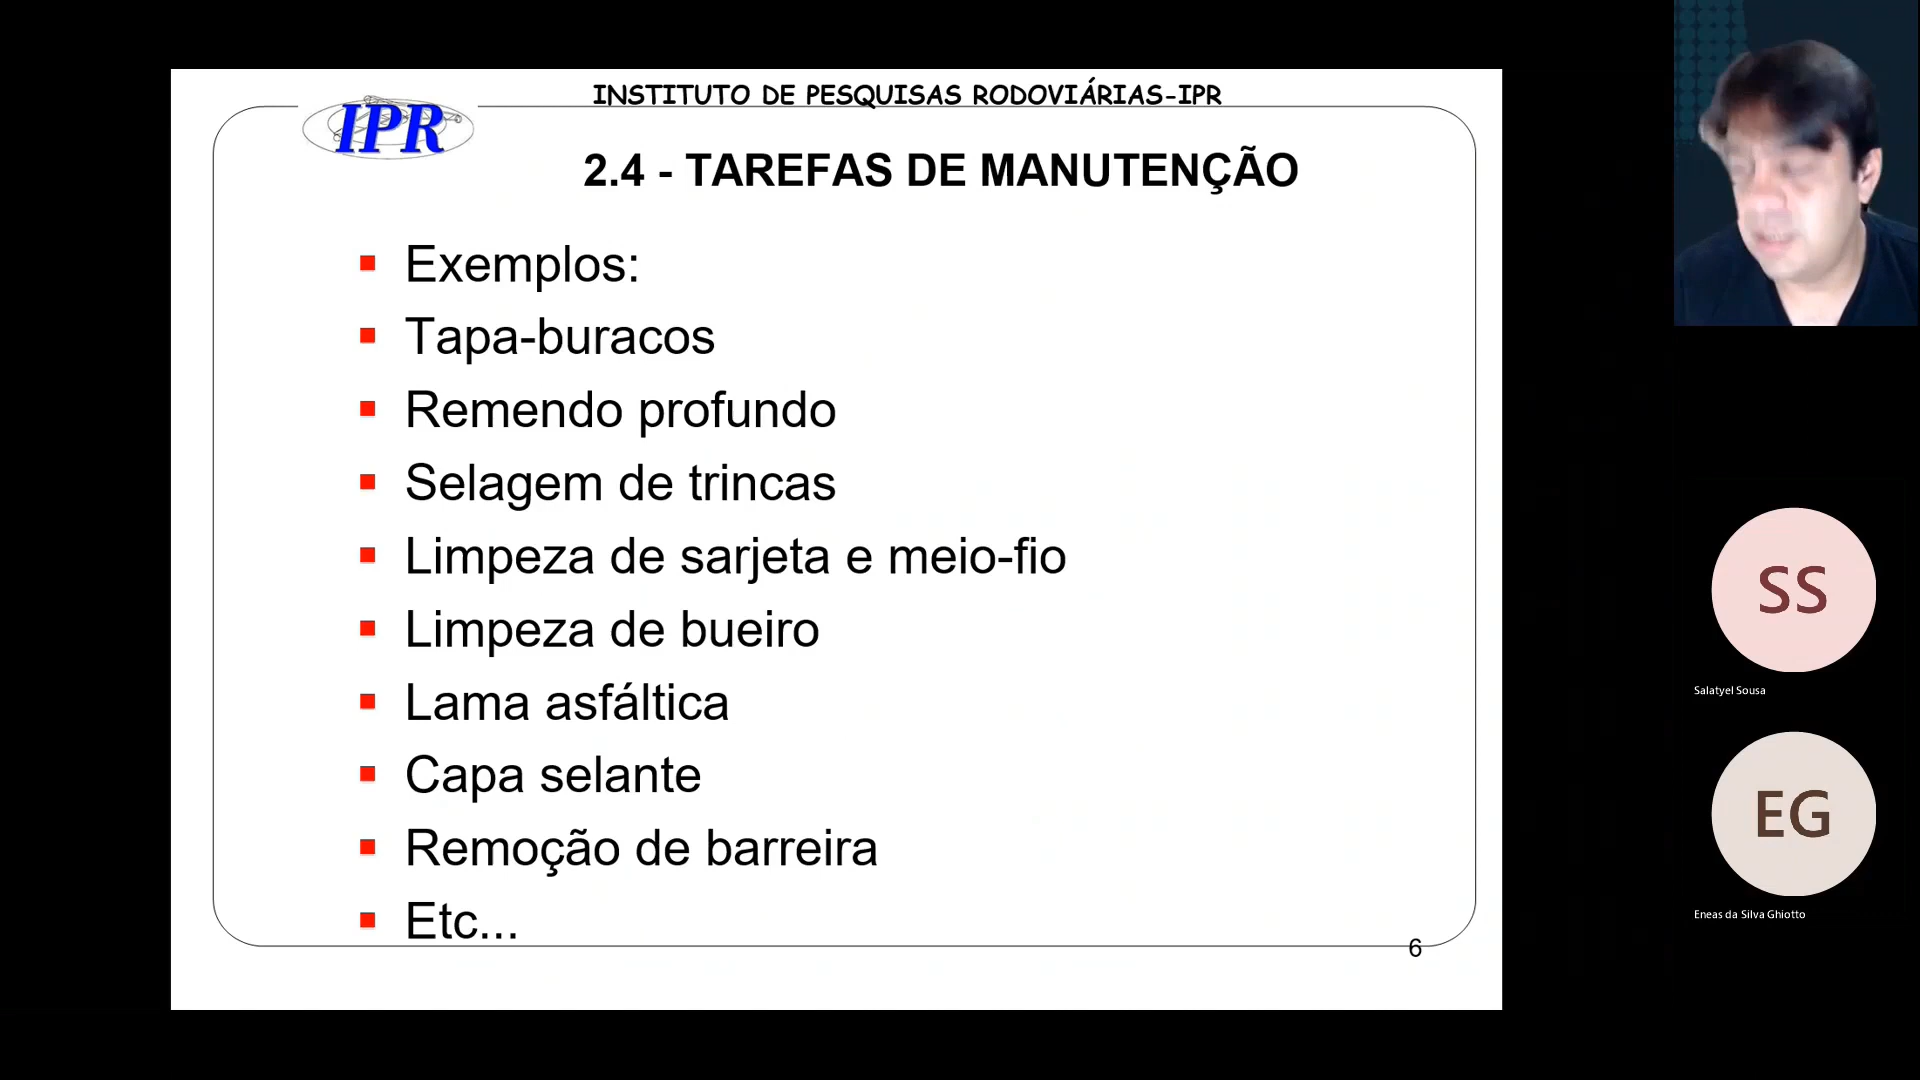 INSTITUTO DE PESQUISAS RODOVIÁRIAS-IPR
IPR
2.4 - TAREFAS DE MANUTENÇÃO
Exemplos:
Tapa-buracos
Remendo profundo
Selagem de trincas
Limpeza de sarjeta e meio-fio
Limpeza de bueiro
Lama asfáltica
Capa selante
Remoção de barreira
Etc...
6
SS
Salatyel Sousa
EG
Eneas da Silva Ghiotto